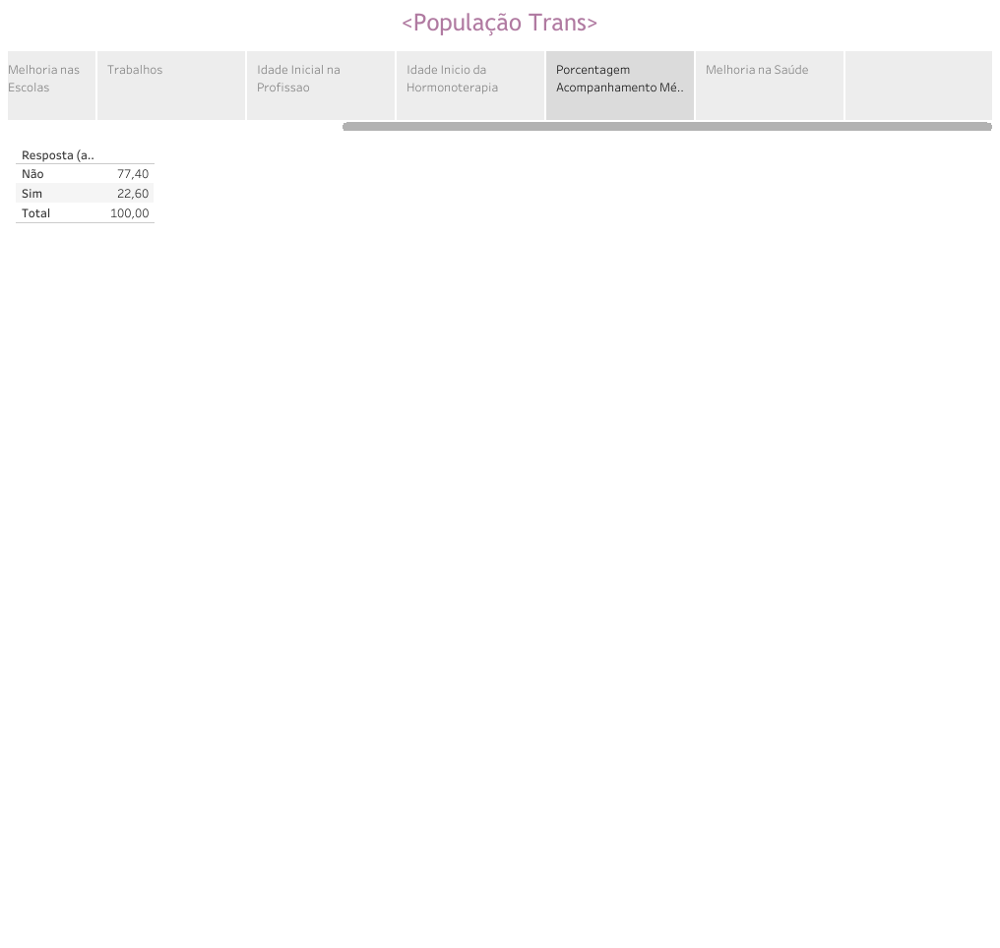 <População Trans>
Melhoria nas
Escolas
Trabalhos
Idade Inicial na
Profissao
Idade Inicio da
Hormonoterapia
Porcentagem
Acompanhamento Mé..
Melhoria na Saúde
Resposta (a..
Não 77,40
Sim 22,60
Total 100,00